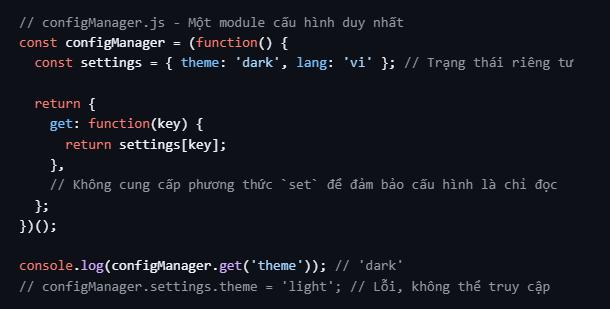 // configManager.js - Một module cấu hình duy nhất
const configManager = (function() {
  const settings = { theme: 'dark', lang: 'vi' }; // Trạng thái riêng tư

  return {
    get: function(key) {
      return settings[key];
    },
    // Không cung cấp phương thức `set` để đảm bảo cấu hình là chỉ đọc
  };
})();

console.log(configManager.get('theme')); // 'dark'
// configManager.settings.theme = 'light'; // Lỗi, không thể truy cập